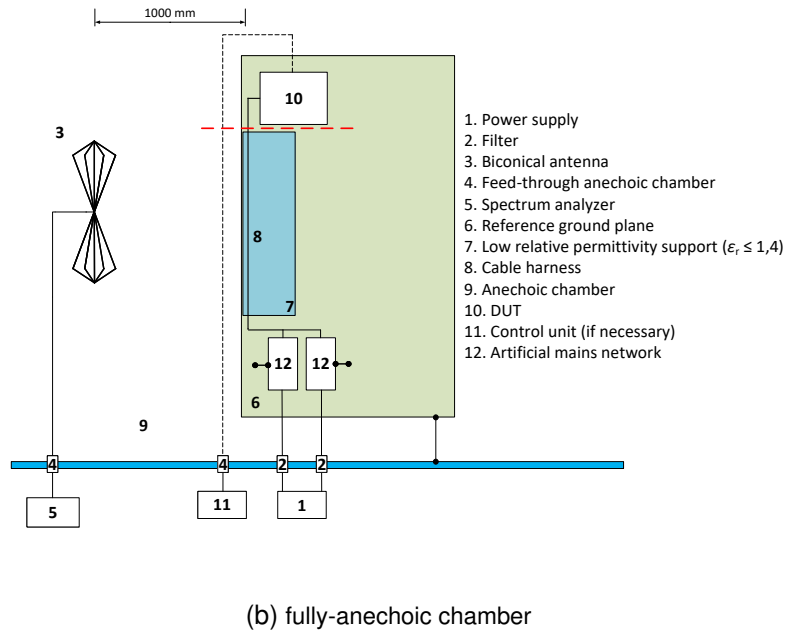 1000 mm
3
10
8
7
12
12
6
9
4
4
2
2
5
11
1
1. Power supply
2. Filter
3. Biconical antenna
4. Feed-through anechoic chamber
5. Spectrum analyzer
6. Reference ground plane
7. Low relative permittivity support (εr ≤ 1,4)
8. Cable harness
9. Anechoic chamber
10. DUT
11. Control unit (if necessary)
12. Artificial mains network
(b) fully-anechoic chamber